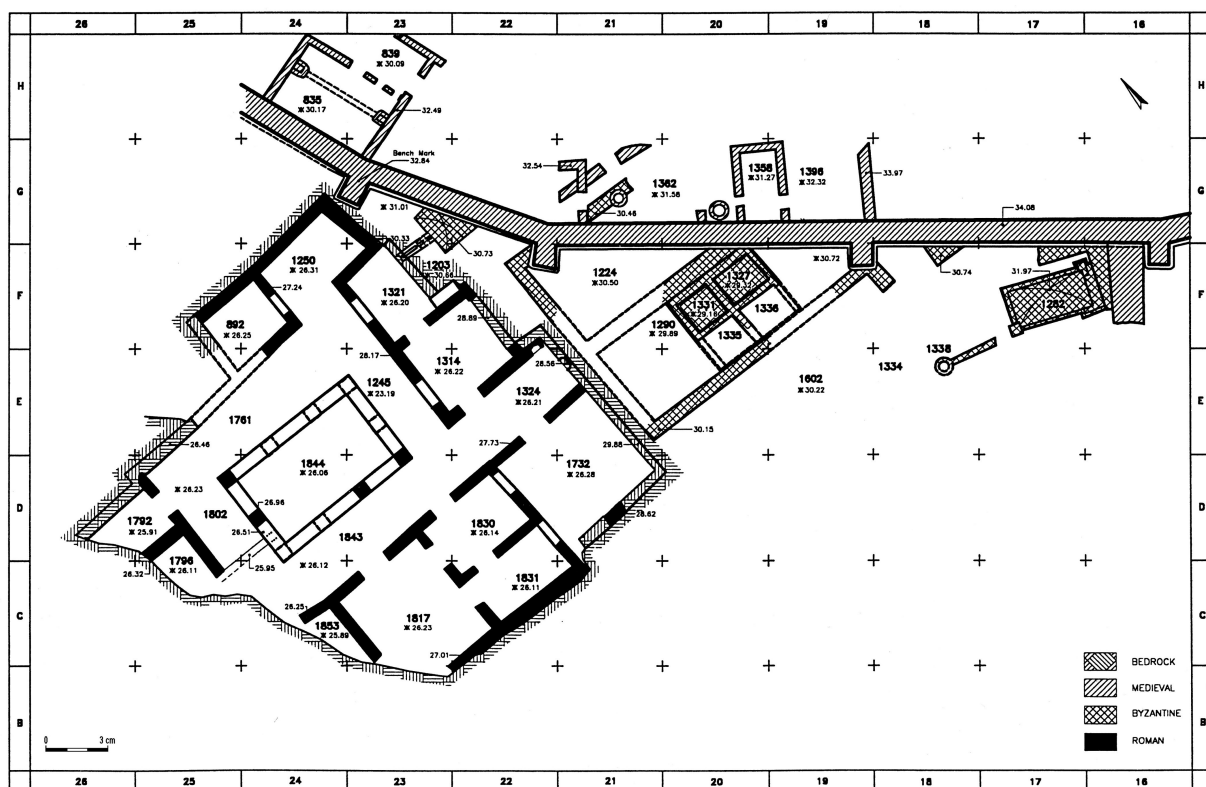 26 25 24 23 22 21 20 19 18 17 16
H
H
839
Ж 30.09
835
Ж 30.17
32.49
Bench Mark
32.84
32.54
1358
Ж 31.27
1396
Ж 32.32
33.97
1362
Ж 31.56
30.46
G
G
Ж 31.01
34.08
30.33
30.73
30.72
30.74
1250
Ж 26.31
1203
Ж 30.66
1224
Ж 30.50
1327
Ж 29.32
31.97
1282
27.24
1321
Ж 26.20
F
F
1331
Ж 29.16
1336
892
Ж 26.25
28.89
1290
Ж 29.89
1335
28.17
1314
Ж 26.22
28.56
1338
1334
1245
Ж 23.19
1602
Ж 30.22
1324
Ж 26.21
E
E
1761
30.15
26.46
27.73
29.88
1844
Ж 26.06
1732
Ж 26.28
Ж 26.23
26.96
D
D
1792
Ж 25.91
1802
26.51
28.62
1830
Ж 26.14
1843
1796
Ж 26.11
25.95
Ж 26.12
26.32
1831
Ж 26.11
26.25
C
C
1853
Ж 25.89
1817
Ж 26.23
27.01
BEDROCK
MEDIEVAL
BYZANTINE
ROMAN
B
B
0 3 cm
26 25 24 23 22 21 20 19 18 17 16